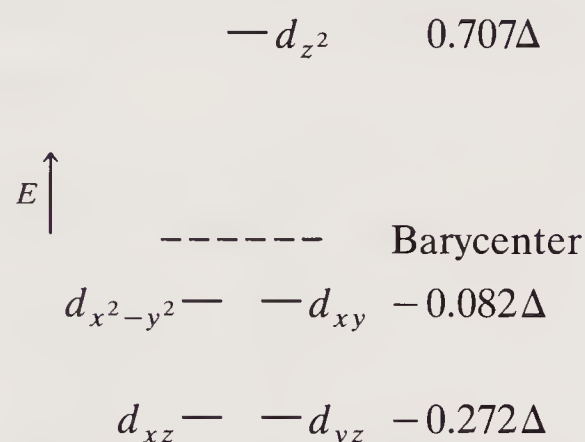 d_{z^2} 0.707Δ
E
Barycenter
d_{x^2-y^2} d_{xy} -0.082Δ
d_{xz} d_{yz} -0.272Δ